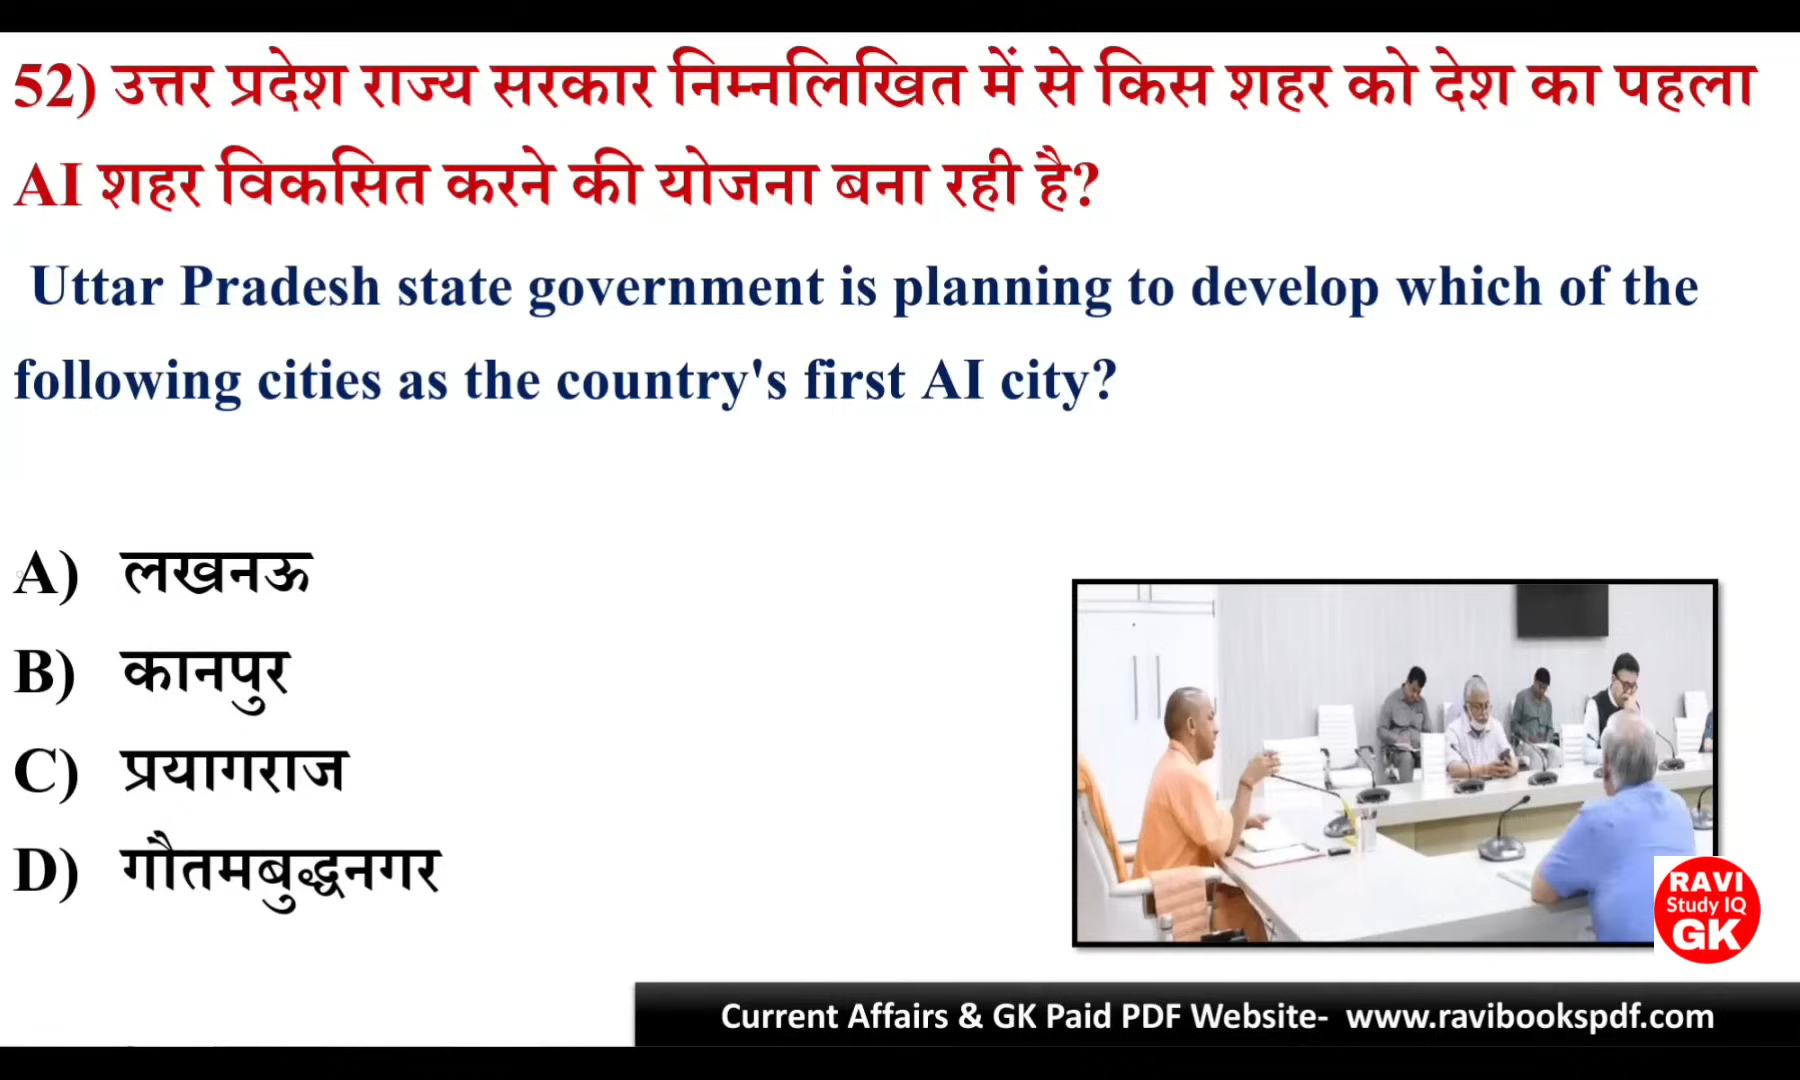 52) उत्तर प्रदेश राज्य सरकार निम्नलिखित में से किस शहर को देश का पहला
AI शहर विकसित करने की योजना बना रही है?
Uttar Pradesh state government is planning to develop which of the
following cities as the country's first AI city?
A) लखनऊ
B) कानपुर
C) प्रयागराज
D) गौतमबुद्धनगर
RAVI
Study IQ
GK
Current Affairs & GK Paid PDF Website- www.ravibookspdf.com